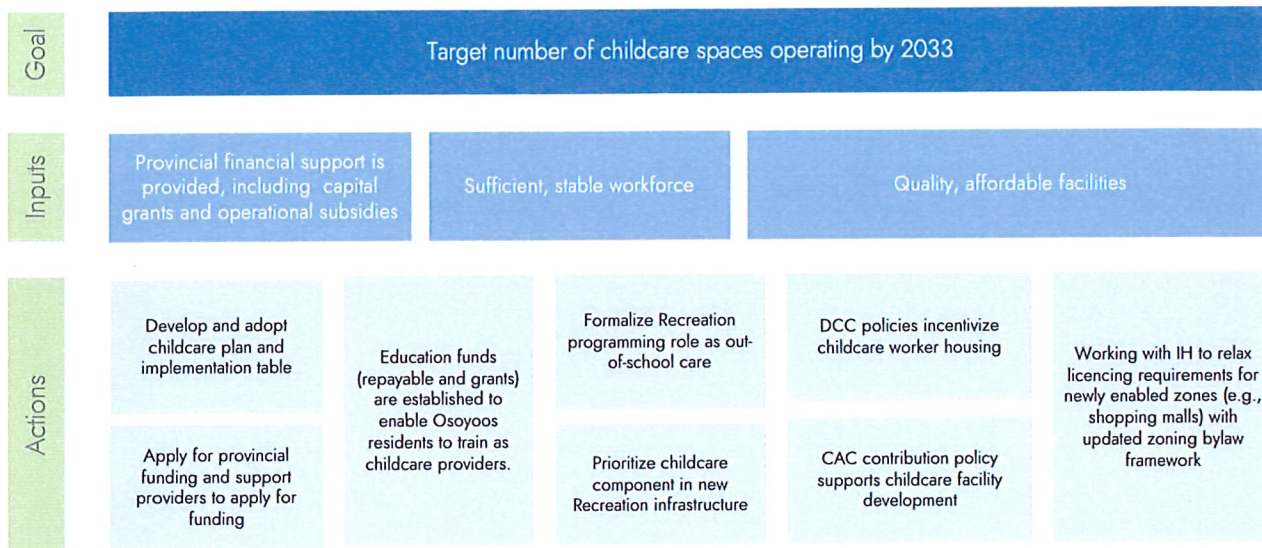 Goal
Target number of childcare spaces operating by 2033
Inputs
Provincial financial support is
provided, including capital
grants and operational subsidies
Sufficient, stable workforce
Quality, affordable facilities
Actions
Develop and adopt
childcare plan and
implementation table
Apply for provincial
funding and support
providers to apply for
funding
Education funds
(repayable and grants)
are established to
enable Osoyoos
residents to train as
childcare providers.
Formalize Recreation
programming role as out-
of-school care
Prioritize childcare
component in new
Recreation infrastructure
DCC policies incentivize
childcare worker housing
CAC contribution policy
supports childcare facility
development
Working with IH to relax
licencing requirements for
newly enabled zones (e.g.,
shopping malls) with
updated zoning bylaw
framework